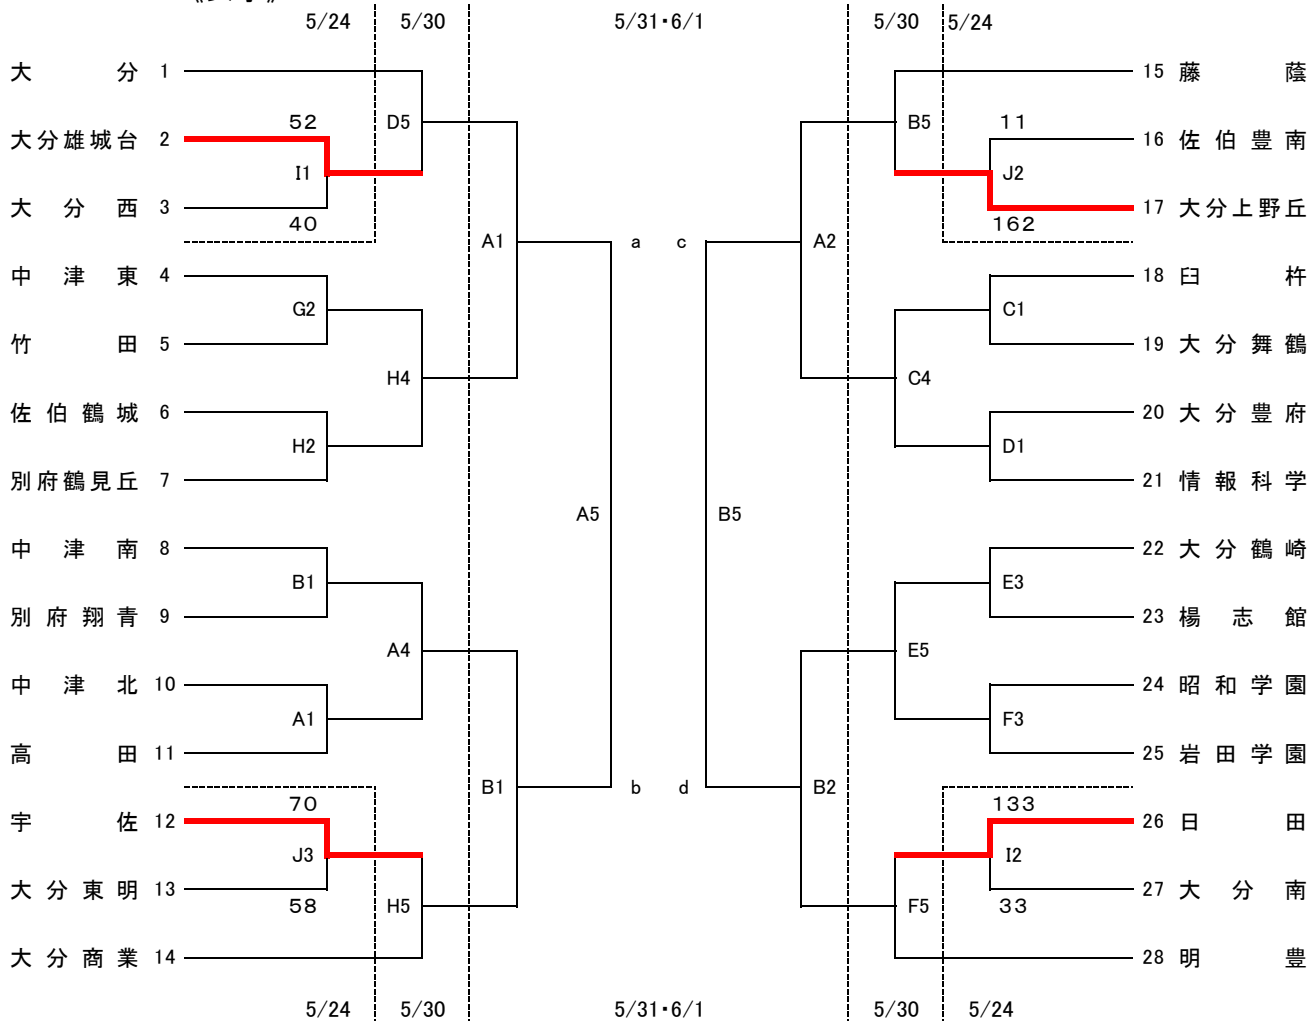 5/24 5/30 5/31・6/1 5/30 5/24
大分 1 15 藤蔭
52 D5 B5 11
大分雄城台 2 16 佐伯豊南
I1 J2
大分西 3 17 大分上野丘
40 162
A1 a c A2
中津東 4 18 臼杵
G2 C1
竹田 5 19 大分舞鶴
H4 C4
佐伯鶴城 6 20 大分豊府
H2 D1
別府鶴見丘 7 21 情報科学
A5 B5
中津南 8 22 大分鶴崎
B1 E3
別府翔青 9 23 楊志館
A4 E5
中津北 10 24 昭和学園
A1 F3
高田 11 25 岩田学園
B1 b d B2
70 133
宇佐 12 26 日田
J3 I2
大分東明 13 27 大分南
58 H5 F5 33
大分商業 14 28 明豊
5/24 5/30 5/31・6/1 5/30 5/24